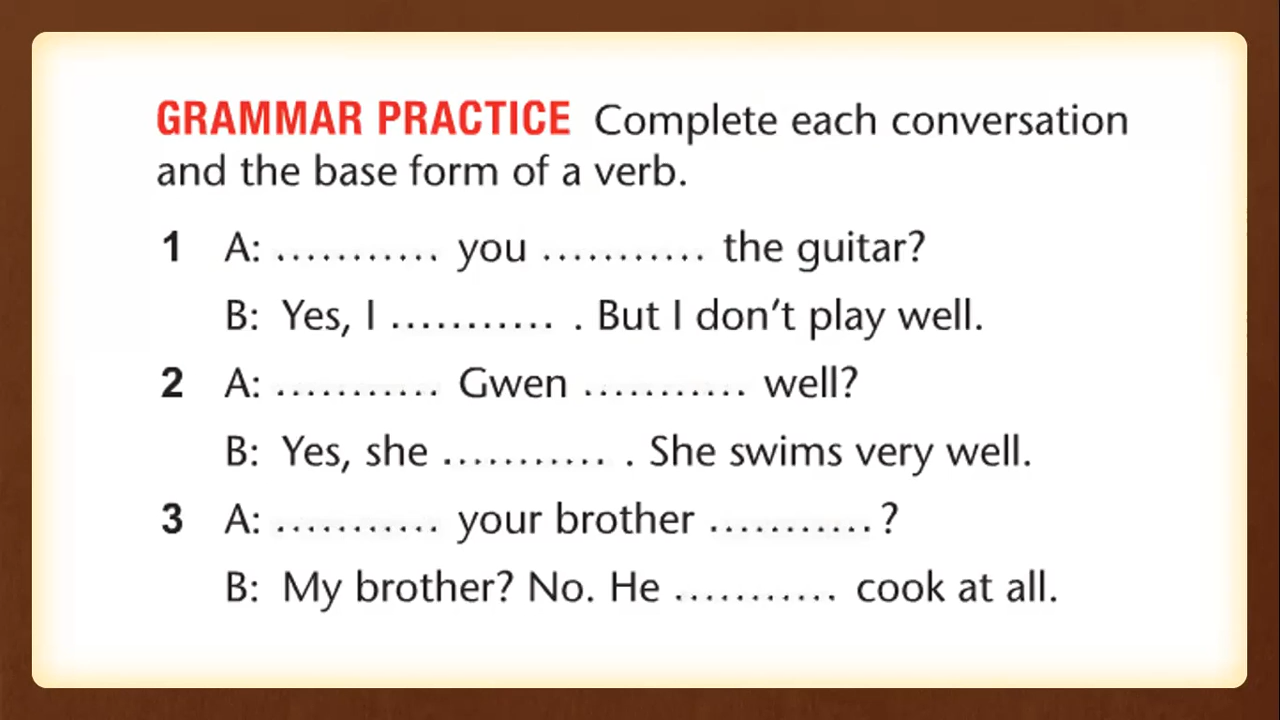 GRAMMAR PRACTICE Complete each conversation
and the base form of a verb.
1 A: ........... you ........... the guitar?
B: Yes, I ........... . But I don't play well.
2 A: ........... Gwen ........... well?
B: Yes, she ........... . She swims very well.
3 A: ........... your brother ...........?
B: My brother? No. He ........... cook at all.